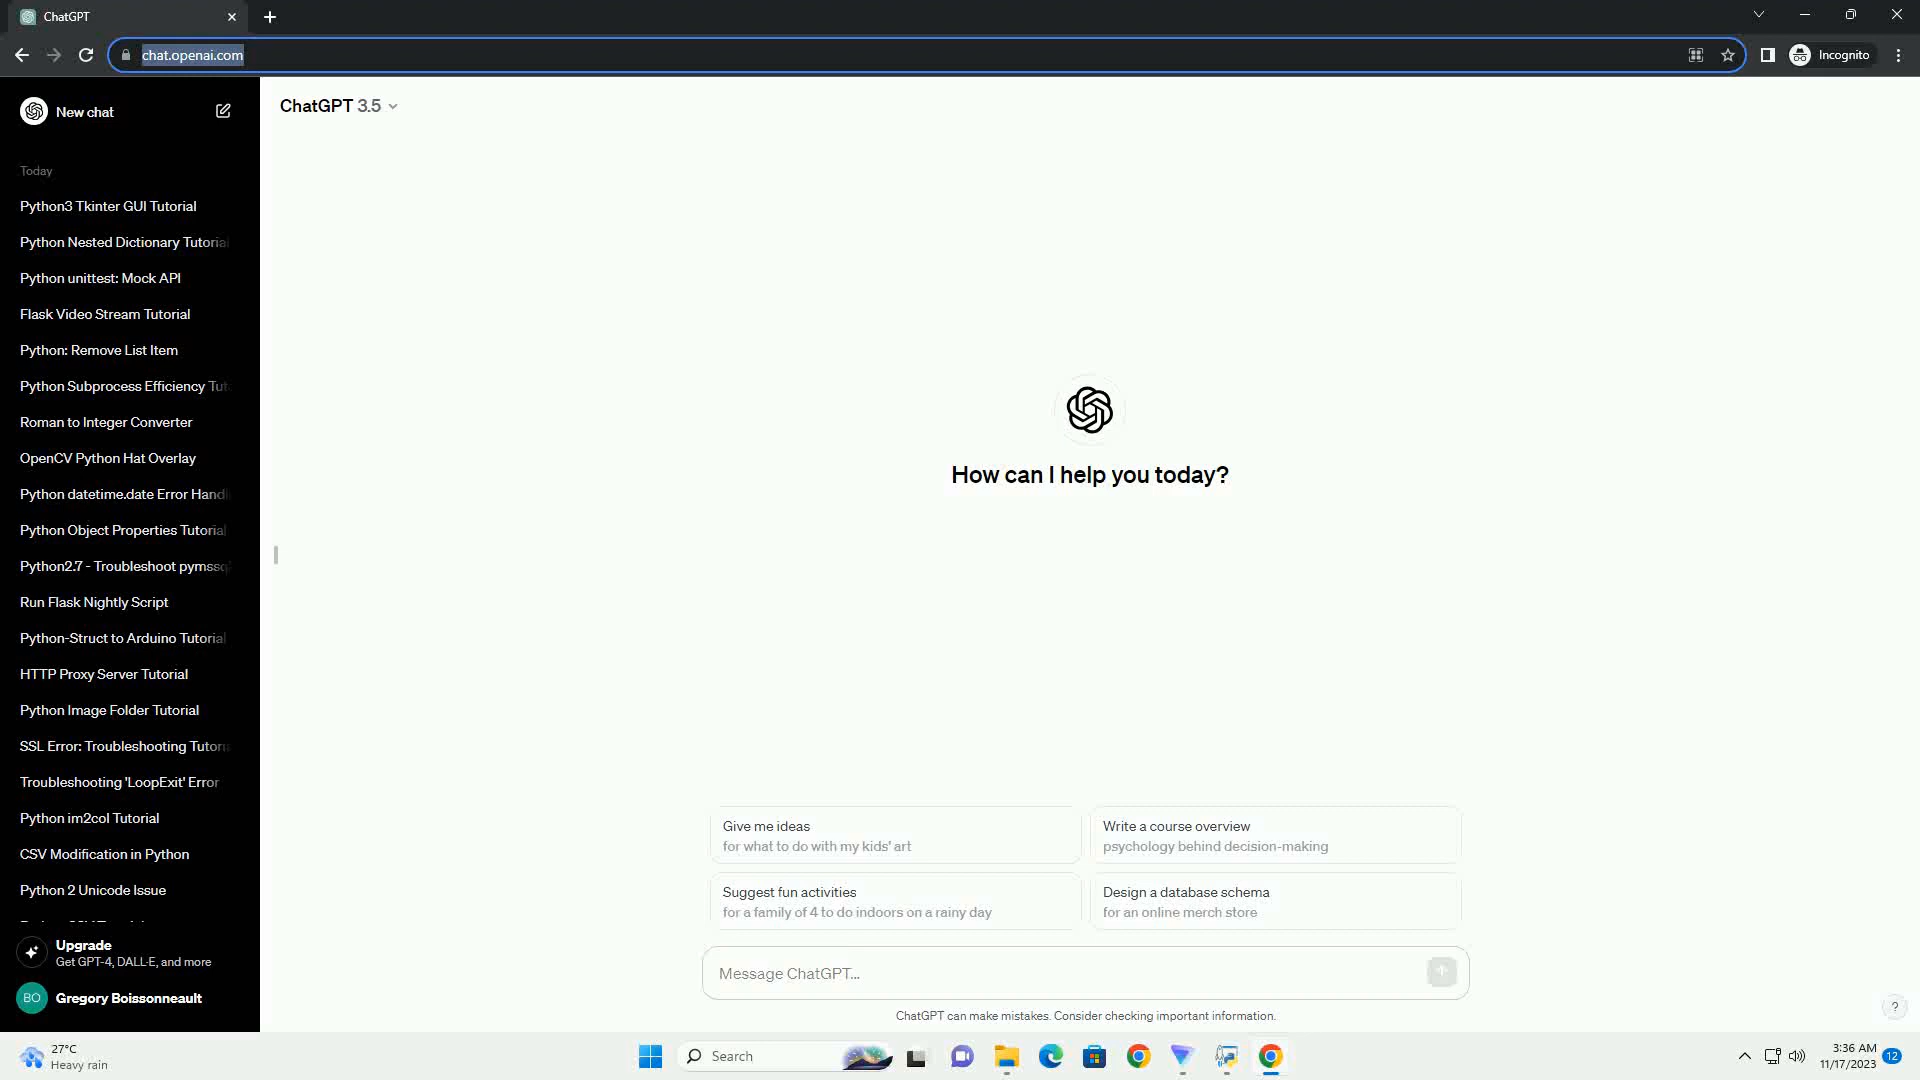 ChatGPT
chat.openai.com
Incognito
New chat
ChatGPT 3.5
Today
Python3 Tkinter GUI Tutorial
Python Nested Dictionary Tutorial
Python unittest: Mock API
Flask Video Stream Tutorial
Python: Remove List Item
Python Subprocess Efficiency Tut
Roman to Integer Converter
OpenCV Python Hat Overlay
Python datetime.date Error Handl
Python Object Properties Tutorial
Python2.7 - Troubleshoot pymssql
Run Flask Nightly Script
Python-Struct to Arduino Tutorial
HTTP Proxy Server Tutorial
Python Image Folder Tutorial
SSL Error: Troubleshooting Tutoria
Troubleshooting 'LoopExit' Error
Python im2col Tutorial
CSV Modification in Python
Python 2 Unicode Issue
Upgrade
Get GPT-4, DALL·E, and more
BO
Gregory Boissonneault
How can I help you today?
Give me ideas
for what to do with my kids' art
Write a course overview
psychology behind decision-making
Suggest fun activities
for a family of 4 to do indoors on a rainy day
Design a database schema
for an online merch store
Message ChatGPT...
ChatGPT can make mistakes. Consider checking important information.
?
27°C
Heavy rain
Search
3:36 AM
11/17/2023
12